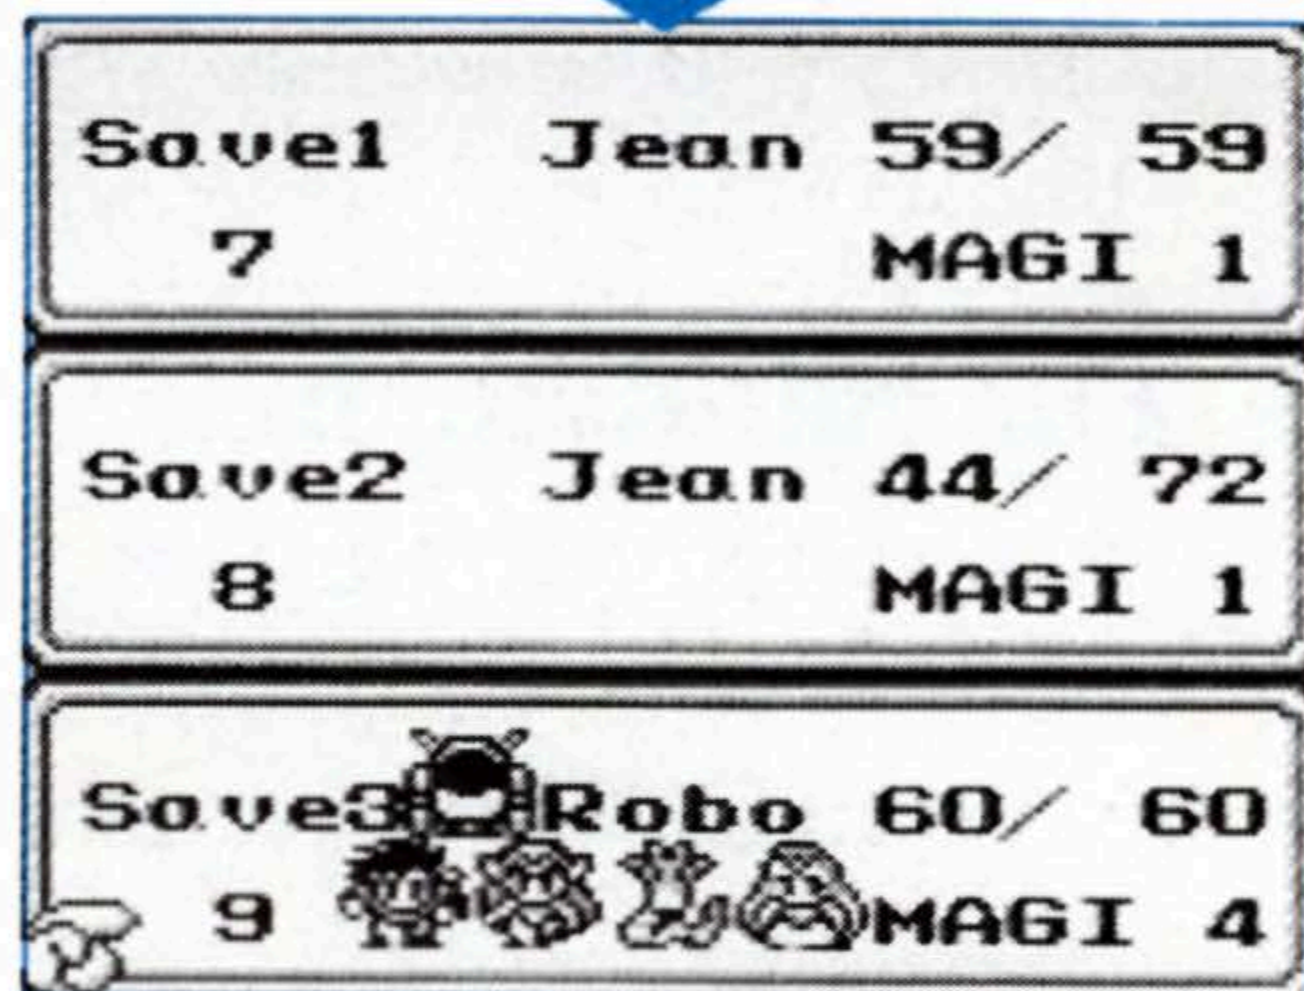 Save1 Jean 59/ 59
7 MAGI 1
Save2 Jean 44/ 72
8 MAGI 1
Save3 Robo 60/ 60
9 MAGI 4